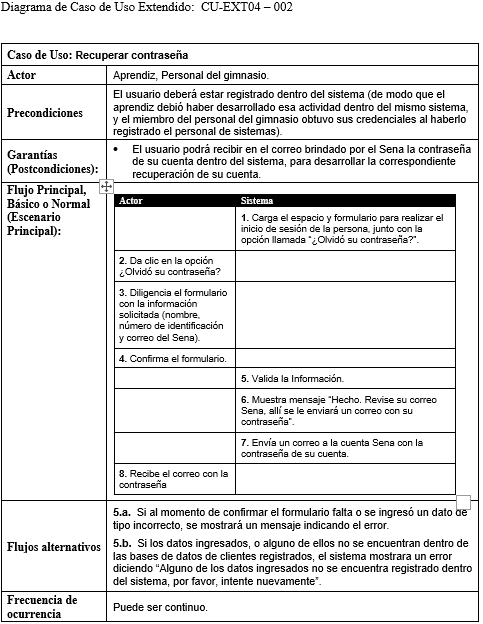 Diagrama de Caso de Uso Extendido: CU-EXT04 – 002
Caso de Uso: Recuperar contraseña
Actor
Aprendiz, Personal del gimnasio.
Precondiciones
El usuario deberá estar registrado dentro del sistema (de modo que el
aprendiz debió haber desarrollado esa actividad dentro del mismo sistema,
y el miembro del personal del gimnasio obtuvo sus credenciales al haberlo
registrado el personal de sistemas).
Garantías
(Postcondiciones):
• El usuario podrá recibir en el correo brindado por el Sena la contraseña
de su cuenta dentro del sistema, para desarrollar la correspondiente
recuperación de su cuenta.
Flujo Principal,
Básico o Normal
(Escenario
Principal):
Actor
Sistema
1. Carga el espacio y formulario para realizar el
inicio de sesión de la persona, junto con la
opción llamada “¿Olvidó su contraseña?”.
2. Da clic en la opción
¿Olvidó su contraseña?
3. Diligencia el formulario
con la información
solicitada (nombre,
número de identificación
y correo del Sena).
4. Confirma el formulario.
5. Valida la Información.
6. Muestra mensaje “Hecho. Revise su correo
Sena, allí se le enviará un correo con su
contraseña”.
7. Envía un correo a la cuenta Sena con la
contraseña de su cuenta.
8. Recibe el correo con la
contraseña
Flujos alternativos
5.a. Si al momento de confirmar el formulario falta o se ingresó un dato de
tipo incorrecto, se mostrará un mensaje indicando el error.
5.b. Si los datos ingresados, o alguno de ellos no se encuentran dentro de
las bases de datos de clientes registrados, el sistema mostrara un error
diciendo “Alguno de los datos ingresados no se encuentra registrado dentro
del sistema, por favor, intente nuevamente”.
Frecuencia de
ocurrencia
Puede ser continuo.